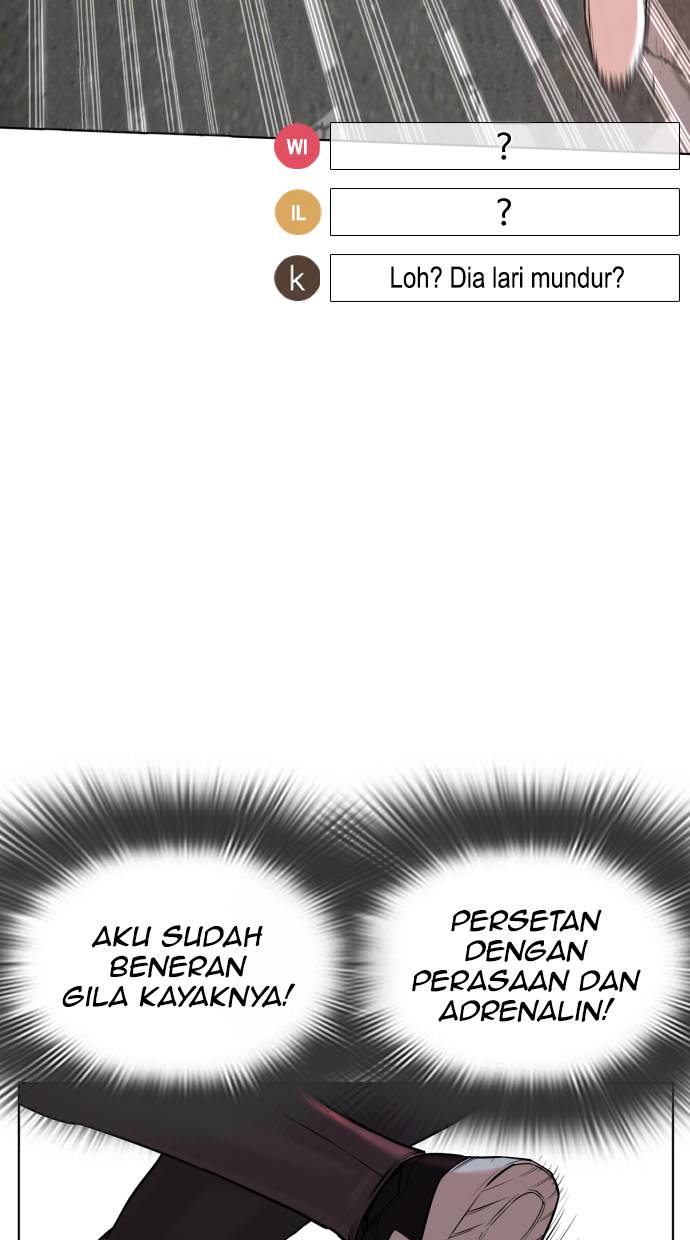 WI ?
IL ?
k Loh? Dia lari mundur?
AKU SUDAH
BENERAN
GILA KAYAKNYA!
PERSETAN
DENGAN
PERASAAN DAN
ADRENALIN!